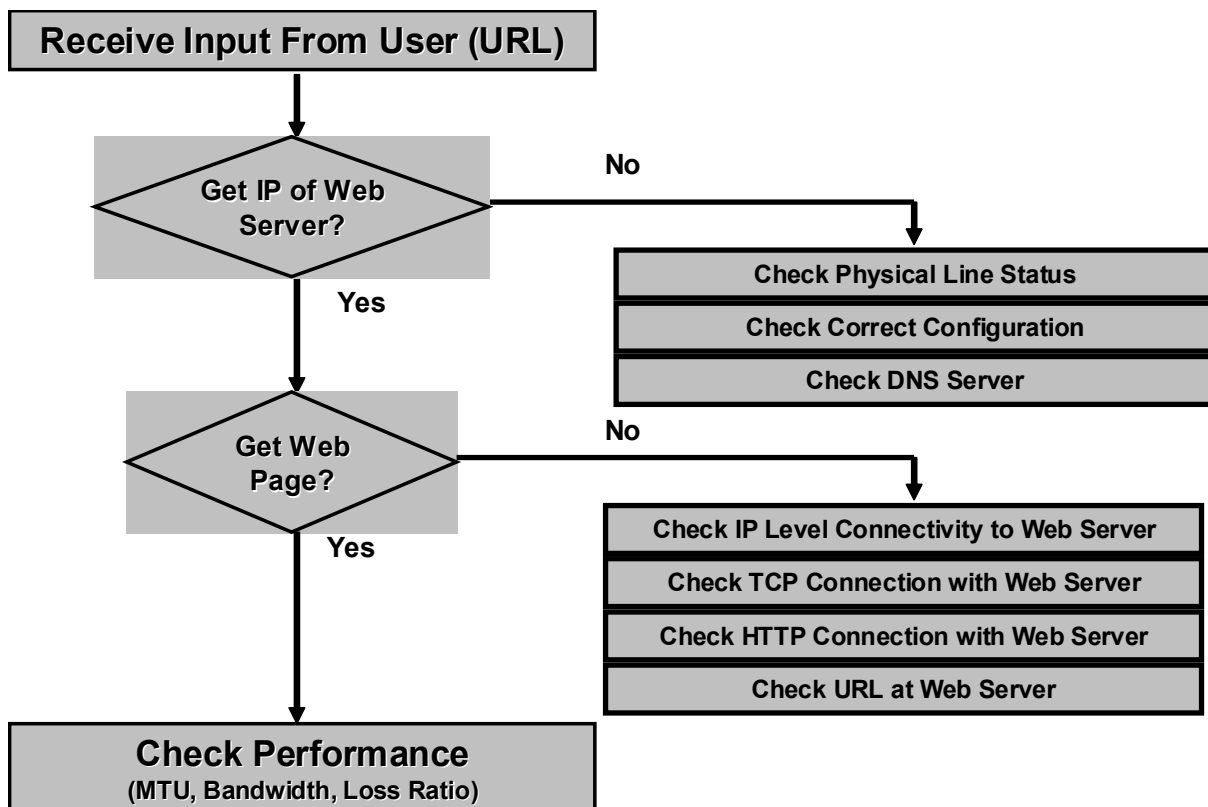 Receive Input From User (URL)
Get IP of Web
Server?
No
Check Physical Line Status
Check Correct Configuration
Check DNS Server
Yes
Get Web
Page?
No
Check IP Level Connectivity to Web Server
Check TCP Connection with Web Server
Check HTTP Connection with Web Server
Check URL at Web Server
Yes
Check Performance
(MTU, Bandwidth, Loss Ratio)